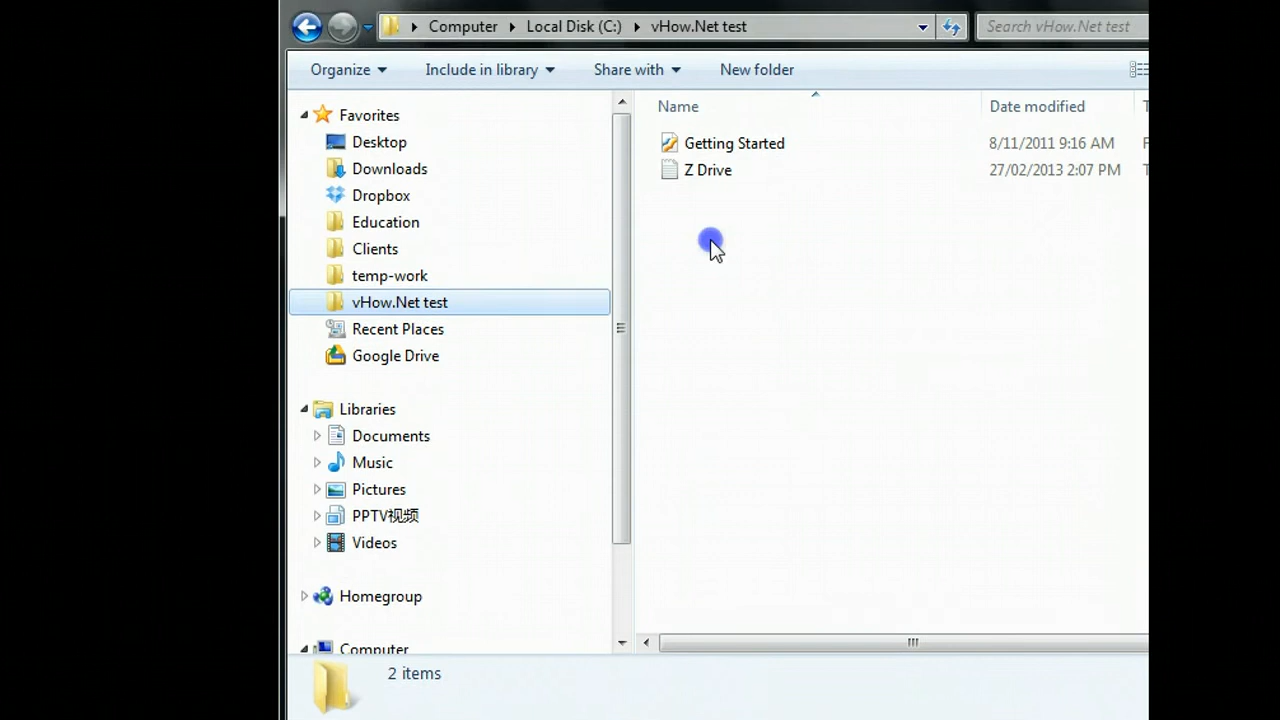 Computer Local Disk (C:) vHow.Net test Search vHow.Net test
Organize Include in library Share with New folder
Name Date modified
Favorites
Desktop
Downloads
Dropbox
Education
Clients
temp-work
vHow.Net test
Recent Places
Google Drive
Libraries
Documents
Music
Pictures
PPTV视频
Videos
Homegroup
Computer
Getting Started 8/11/2011 9:16 AM
Z Drive 27/02/2013 2:07 PM
2 items